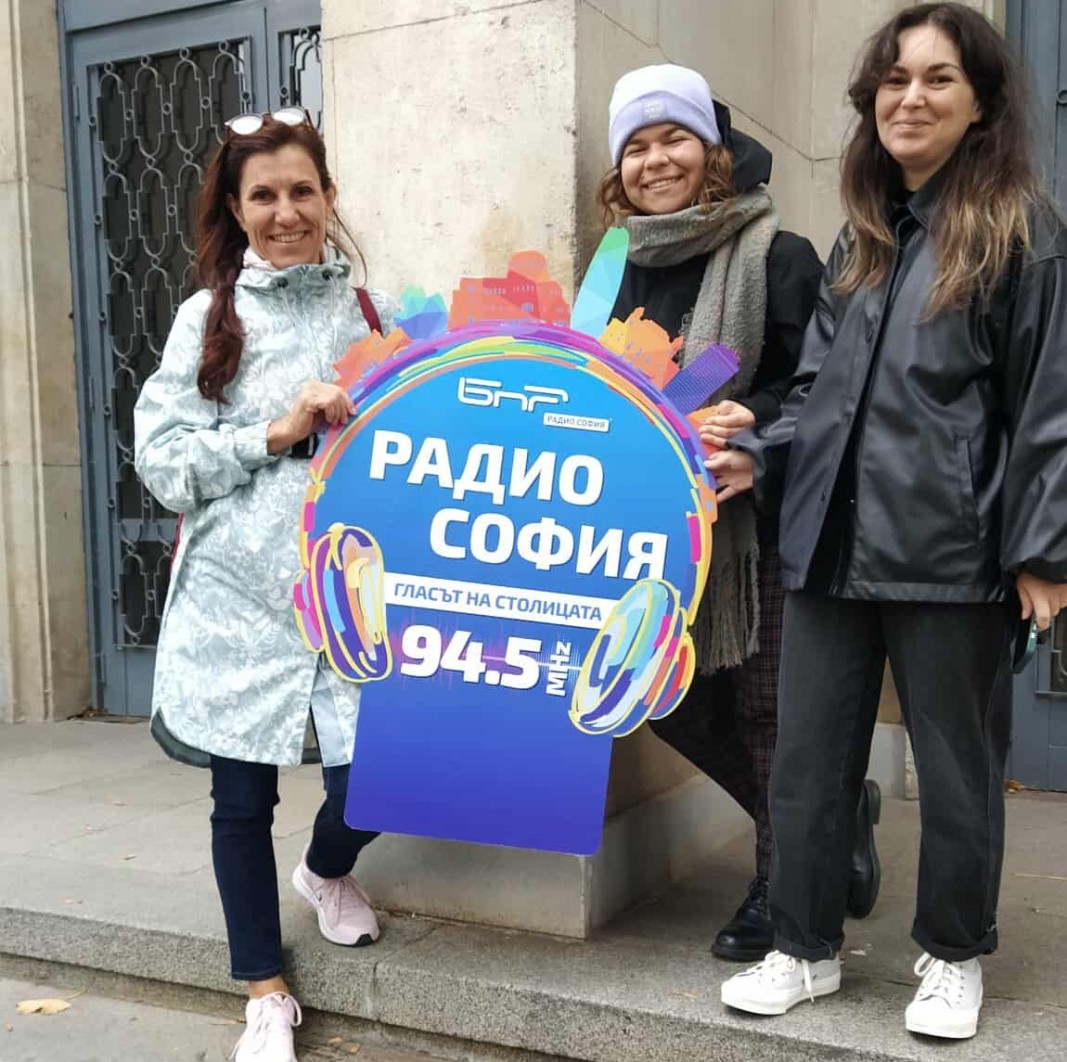 БНР
РАДИО СОФИЯ
РАДИО
СОФИЯ
ГЛАСЪТ НА СТОЛИЦАТА
94.5
MHz